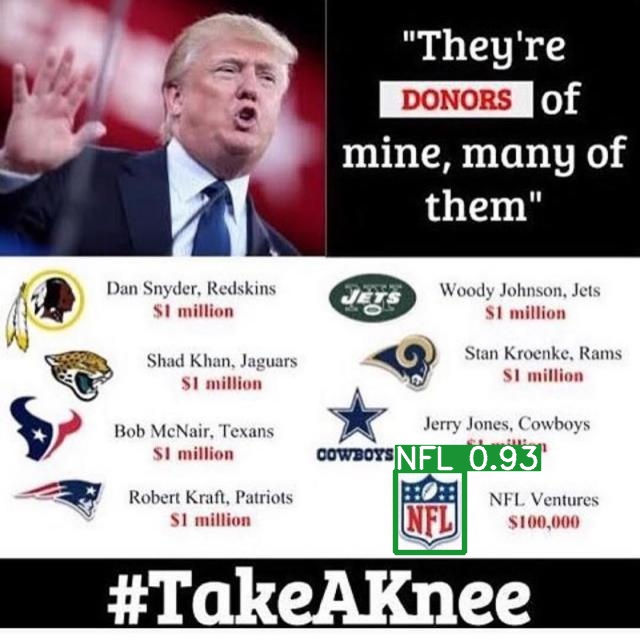 "They're
DONORS of
mine, many of
them"
Dan Snyder, Redskins
$1 million
Woody Johnson, Jets
$1 million
JETS
Shad Khan, Jaguars
$1 million
Stan Kroenke, Rams
$1 million
Bob McNair, Texans
$1 million
Jerry Jones, Cowboys
COWBOYS
NFL 0.93
Robert Kraft, Patriots
$1 million
NFL
NFL Ventures
$100,000
#TakeAKnee